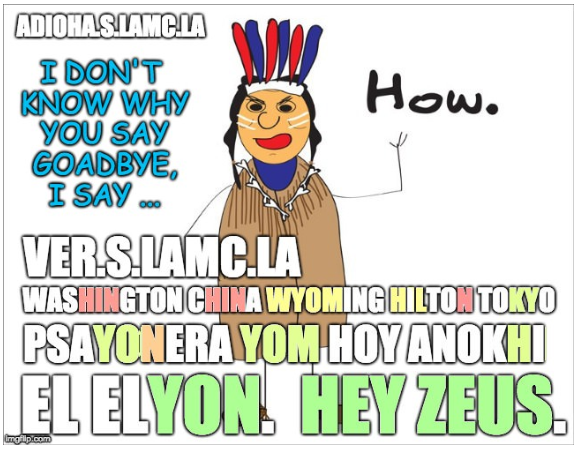 ADIOHA.S.LAMC.LA
I DON'T
KNOW WHY
YOU SAY
GOADBYE,
I SAY ...
How.
VER.S.LAMC.LA
WASHINGTON CHINA WYOMING HILTON TOKYO
PSAYONERA YOM HOY ANOKHI
EL ELYON. HEY ZEUS.
imgflip.com